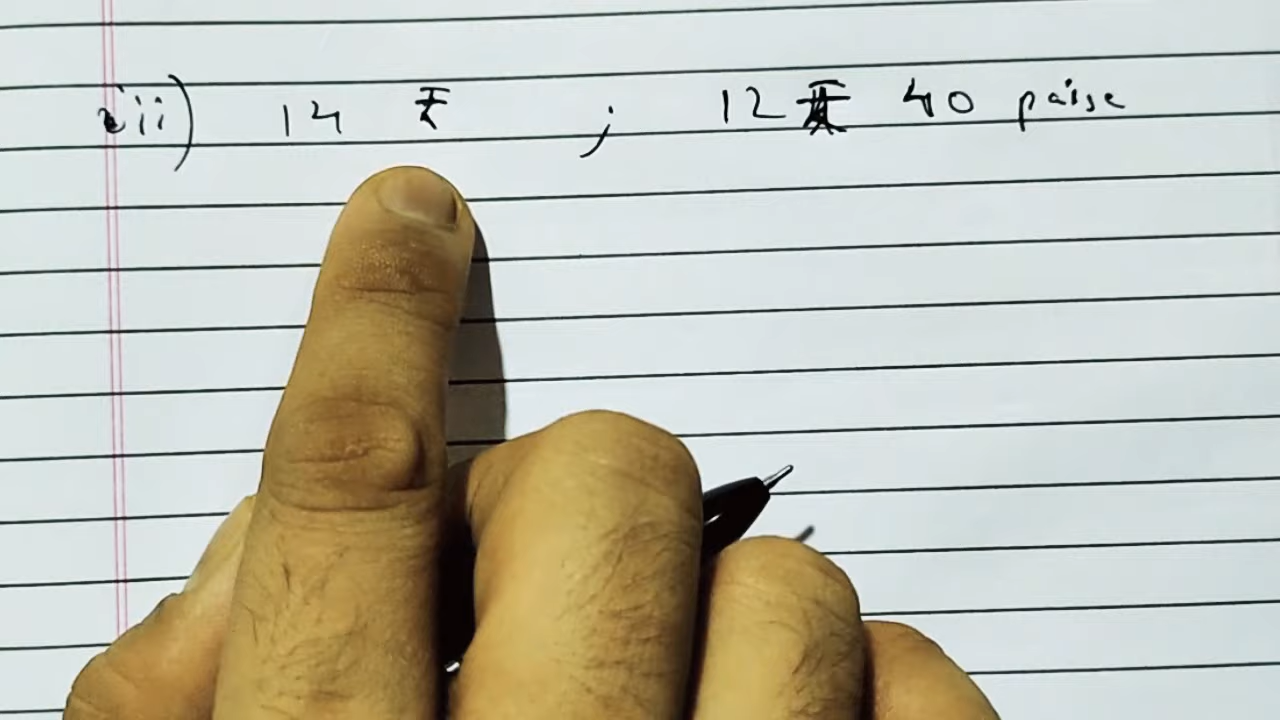 iii) 14 ₹ ; 12 ₹ 40 paise